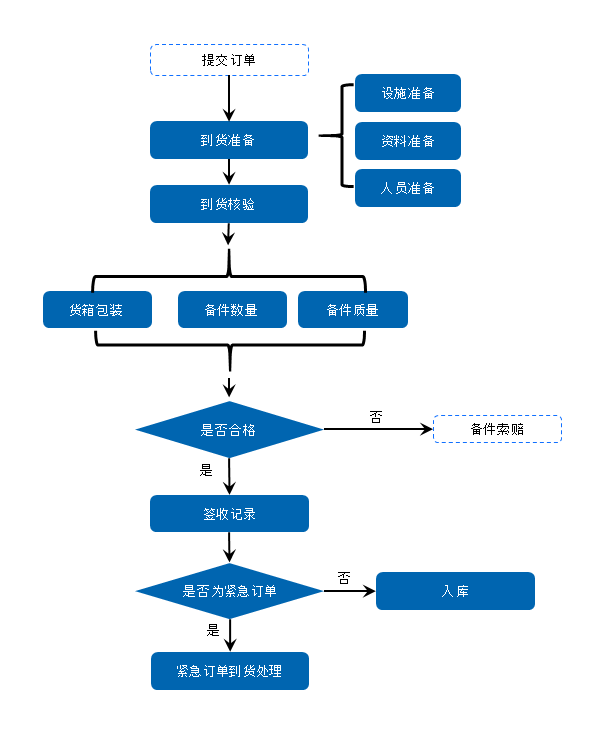 提交订单
到货准备
设施准备
资料准备
人员准备
到货核验
货箱包装
备件数量
备件质量
是否合格
否
备件索赔
是
签收记录
是否为紧急订单
否
入库
是
紧急订单到货处理